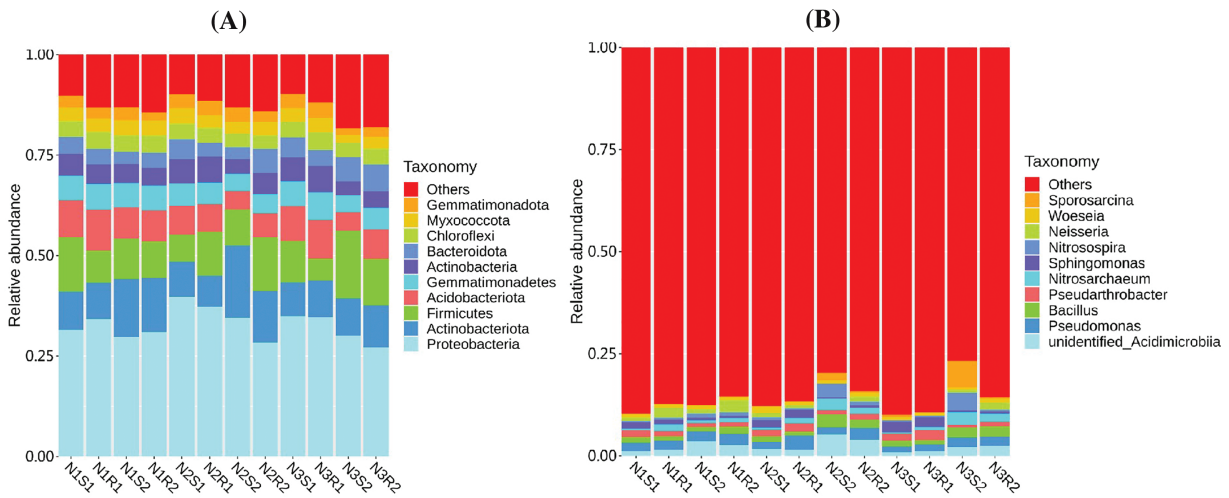 (A)
1.00
0.75
0.50
0.25
0.00
Relative abundance
N1S1
N1R1
N1S2
N1R2
N2S1
N2R1
N2S2
N2R2
N3S1
N3R1
N3S2
N3R2
Taxonomy
Others
Gemmatimonadota
Myxococcota
Chloroflexi
Bacteroidota
Actinobacteria
Gemmatimonadetes
Acidobacteriota
Firmicutes
Actinobacteriota
Proteobacteria
(B)
1.00
0.75
0.50
0.25
0.00
Relative abundance
N1S1
N1R1
N1S2
N1R2
N2S1
N2R1
N2S2
N2R2
N3S1
N3R1
N3S2
N3R2
Taxonomy
Others
Sporosarcina
Woeseia
Neisseria
Nitrosospira
Sphingomonas
Nitrosarchaeum
Pseudarthrobacter
Bacillus
Pseudomonas
unidentified_Acidimicrobiia